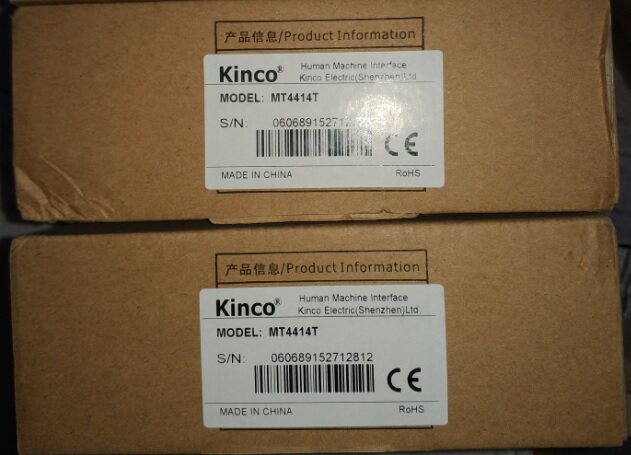 产品信息/Product Information
Kinco® Human Machine Interface
Kinco Electric(Shenzhen)Ltd
MODEL: MT4414T
S/N:
CE
MADE IN CHINA RoHS
产品信息/Product Information
Kinco® Human Machine Interface
Kinco Electric(Shenzhen)Ltd
MODEL: MT4414T
S/N: 060689152712812
CE
MADE IN CHINA RoHS